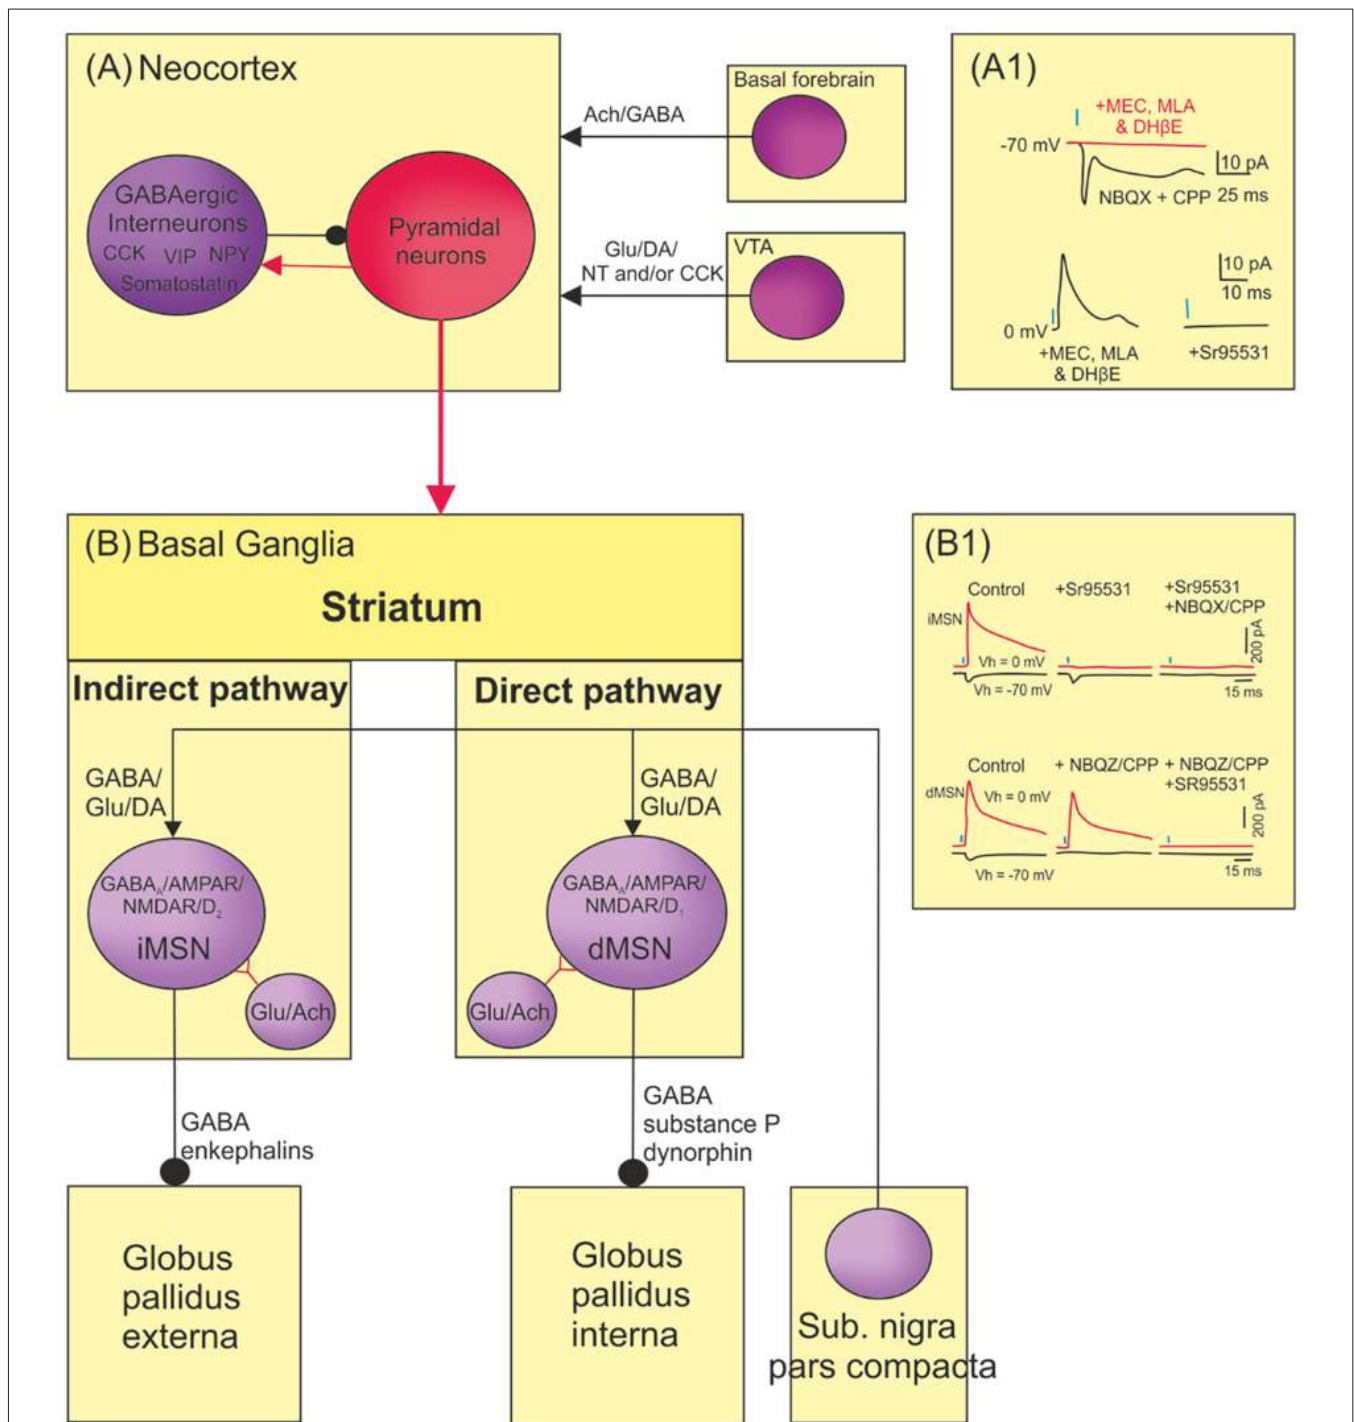 (A) Neocortex
GABAergic
Interneurons
CCK VIP NPY
Somatostatin
Pyramidal
neurons
Ach/GABA
Basal forebrain
Glu/DA/
NT and/or CCK
VTA
(A1)
+MEC, MLA
& DHβE
-70 mV
10 pA
NBQX + CPP 25 ms
10 pA
10 ms
0 mV
+MEC, MLA
& DHβE
+Sr95531
(B) Basal Ganglia
Striatum
Indirect pathway
Direct pathway
GABA/
Glu/DA
GABA/
Glu/DA
GABAA/AMPAR/
NMDAR/D2
iMSN
GABAA/AMPAR/
NMDAR/D1
dMSN
Glu/Ach
Glu/Ach
GABA
enkephalins
GABA
substance P
dynorphin
Globus
pallidus
externa
Globus
pallidus
interna
Sub. nigra
pars compacta
(B1)
Control
+Sr95531
+Sr95531
+NBQX/CPP
iMSN
Vh = 0 mV
Vh = -70 mV
200 pA
15 ms
Control
+ NBQZ/CPP
+ NBQZ/CPP
+SR95531
dMSN
Vh = 0 mV
Vh = -70 mV
200 pA
15 ms